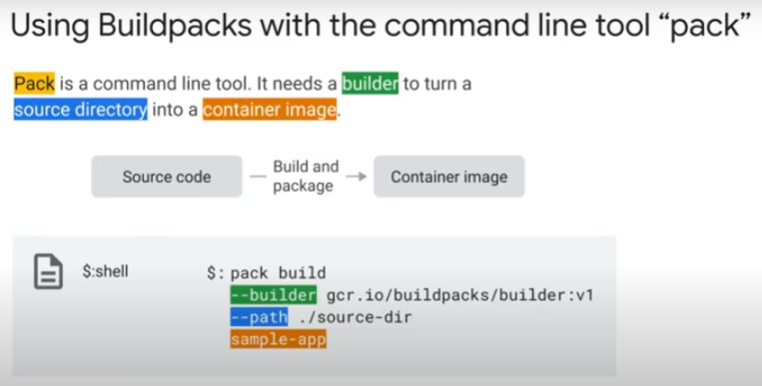 Using Buildpacks with the command line tool “pack”
Pack is a command line tool. It needs a builder to turn a
source directory into a container image.
Source code
Build and
package
Container image
$:shell
$: pack build
--builder gcr.io/buildpacks/builder:v1
--path ./source-dir
sample-app